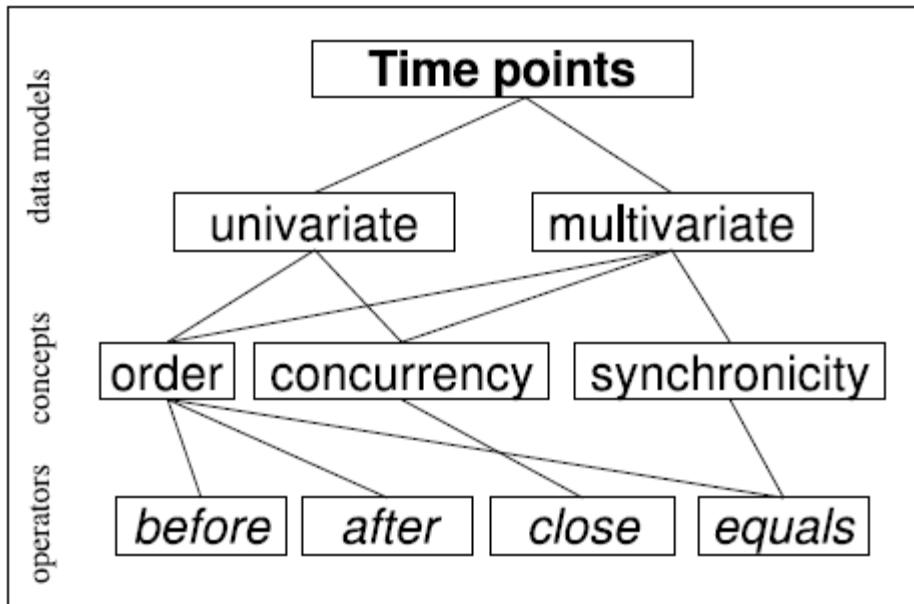 data models
Time points
univariate
multivariate
concepts
order
concurrency
synchronicity
operators
before
after
close
equals